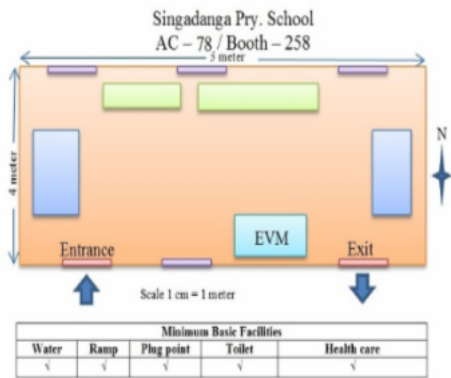 Singadanga Pry. School
AC – 78 / Booth – 258
5 meter
4 meter
N
EVM
Entrance
Exit
Scale 1 cm = 1 meter
Minimum Basic Facilities
Water Ramp Plug point Toilet Health care
√ √ √ √ √